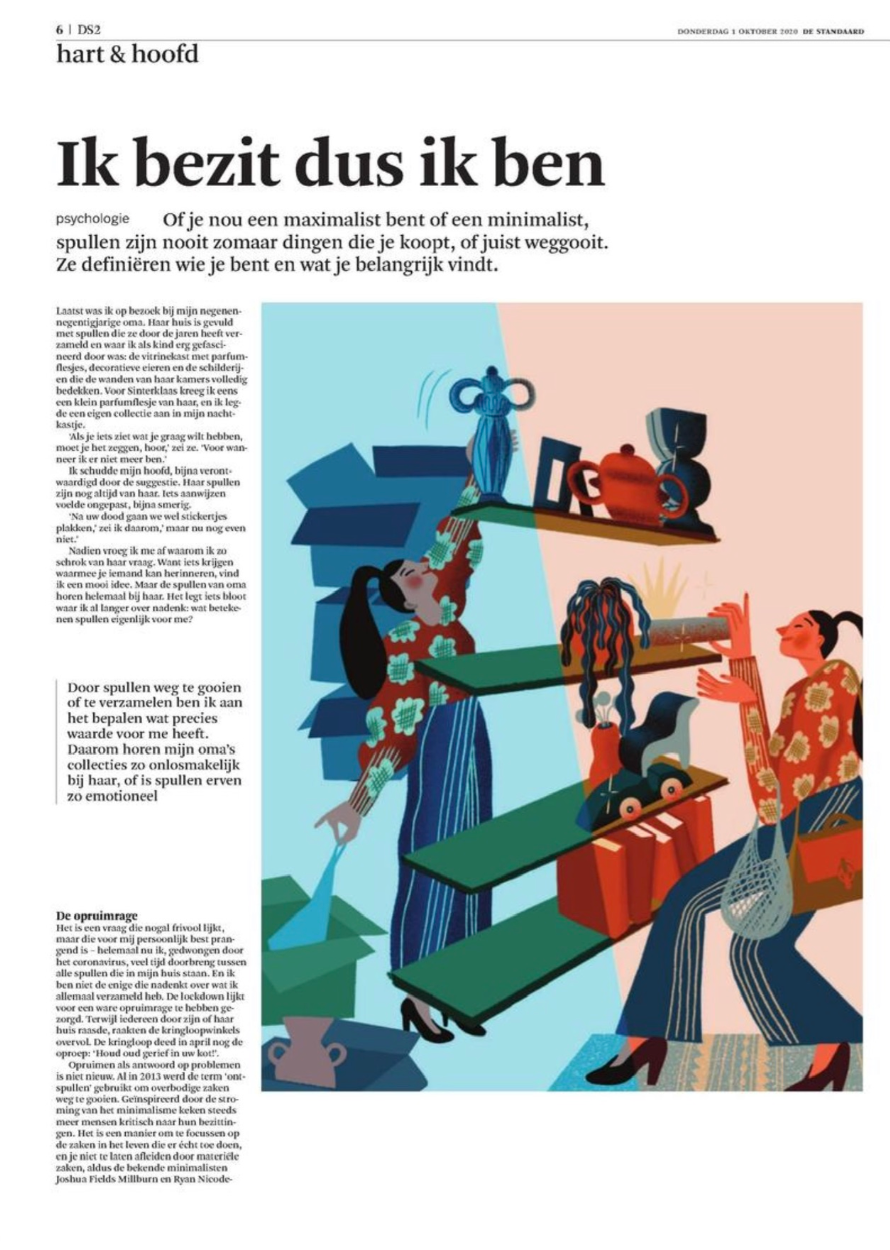 6 | DS2
DONDERDAG 1 OKTOBER 2020 DE STANDAARD
hart & hoofd
Ik bezit dus ik ben
psychologie Of je nou een maximalist bent of een minimalist,
spullen zijn nooit zomaar dingen die je koopt, of juist weggooit.
Ze definiëren wie je bent en wat je belangrijk vindt.
Laatst was ik op bezoek bij mijn negenen-
negentigjarige oma. Haar huis is gevuld
met spullen die ze door de jaren heeft ver-
zameld en waar ik als kind erg gefasci-
neerd door was: de vitrinekast met parfum-
flesjes, decoratieve eieren en de schilderij-
en die de wanden van haar kamers volledig
bedekken. Voor Sinterklaas kreeg ik eens
een klein parfumflesje van haar, en ik leg-
de een eigen collectie aan in mijn nacht-
kastje.
'Als je iets ziet wat je graag wilt hebben,
moet je het zeggen, hoor,' zei ze. 'Voor wan-
neer ik er niet meer ben.'
Ik schudde mijn hoofd, bijna veront-
waardigd door de suggestie. Haar spullen
zijn nog altijd van haar. Iets aanwijzen
voelde ongepast, bijna smerig.
'Na uw dood gaan we wel stickertjes
plakken,' zei ik daarom,' maar nu nog even
niet.'
Nadien vroeg ik me af waarom ik zo
schrok van haar vraag. Want iets krijgen
waarmee je iemand kan herinneren, vind
ik een mooi idee. Maar de spullen van oma
horen helemaal bij haar. Het legt iets bloot
waar ik al langer over nadenk: wat beteke-
nen spullen eigenlijk voor me?
Door spullen weg te gooien
of te verzamelen ben ik aan
het bepalen wat precies
waarde voor me heeft.
Daarom horen mijn oma's
collecties zo onlosmakelijk
bij haar, of is spullen erven
zo emotioneel
De opruimrage
Het is een vraag die nogal frivool lijkt,
maar die voor mij persoonlijk best pran-
gend is – helemaal nu ik, gedwongen door
het coronavirus, veel tijd doorbreng tussen
alle spullen die in mijn huis staan. En ik
ben niet de enige die nadenkt over wat ik
allemaal verzameld heb. De lockdown lijkt
voor een ware opruimrage te hebben ge-
zorgd. Terwijl iedereen door zijn of haar
huis raasde, raakten de kringloopwinkels
overvol. De kringloop deed in april nog de
oproep: 'Houd oud gerief in uw kot!'.
Opruimen als antwoord op problemen
is niet nieuw. Al in 2013 werd de term 'ont-
spullen' gebruikt om overbodige zaken
weg te gooien. Geïnspireerd door de stro-
ming van het minimalisme keken steeds
meer mensen kritisch naar hun bezittin-
gen. Het is een manier om te focussen op
de zaken in het leven die er écht toe doen,
en je niet te laten afleiden door materiële
zaken, aldus de bekende minimalisten
Joshua Fields Millburn en Ryan Nicode-